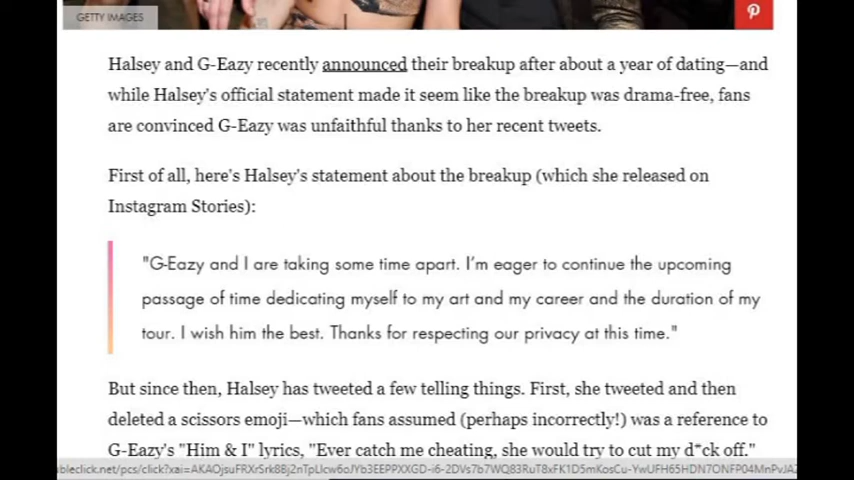 GETTY IMAGES
Halsey and G-Eazy recently announced their breakup after about a year of dating—and
while Halsey's official statement made it seem like the breakup was drama-free, fans
are convinced G-Eazy was unfaithful thanks to her recent tweets.
First of all, here's Halsey's statement about the breakup (which she released on
Instagram Stories):
"G-Eazy and I are taking some time apart. I'm eager to continue the upcoming
passage of time dedicating myself to my art and my career and the duration of my
tour. I wish him the best. Thanks for respecting our privacy at this time."
But since then, Halsey has tweeted a few telling things. First, she tweeted and then
deleted a scissors emoji—which fans assumed (perhaps incorrectly!) was a reference to
G-Eazy's "Him & I" lyrics, "Ever catch me cheating, she would try to cut my d*ck off."